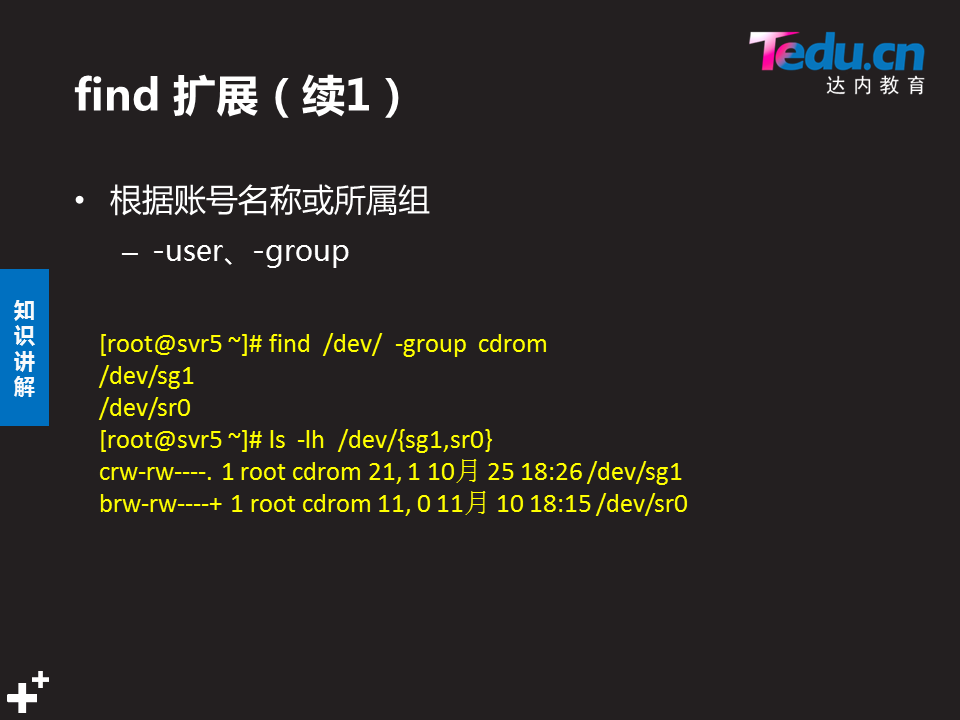 Tedu.cn
达内教育
find 扩展（续1）
• 根据账号名称或所属组
– -user、-group
知识讲解
[root@svr5 ~]# find /dev/ -group cdrom
/dev/sg1
/dev/sr0
[root@svr5 ~]# ls -lh /dev/{sg1,sr0}
crw-rw----. 1 root cdrom 21, 1 10月 25 18:26 /dev/sg1
brw-rw----+ 1 root cdrom 11, 0 11月 10 18:15 /dev/sr0